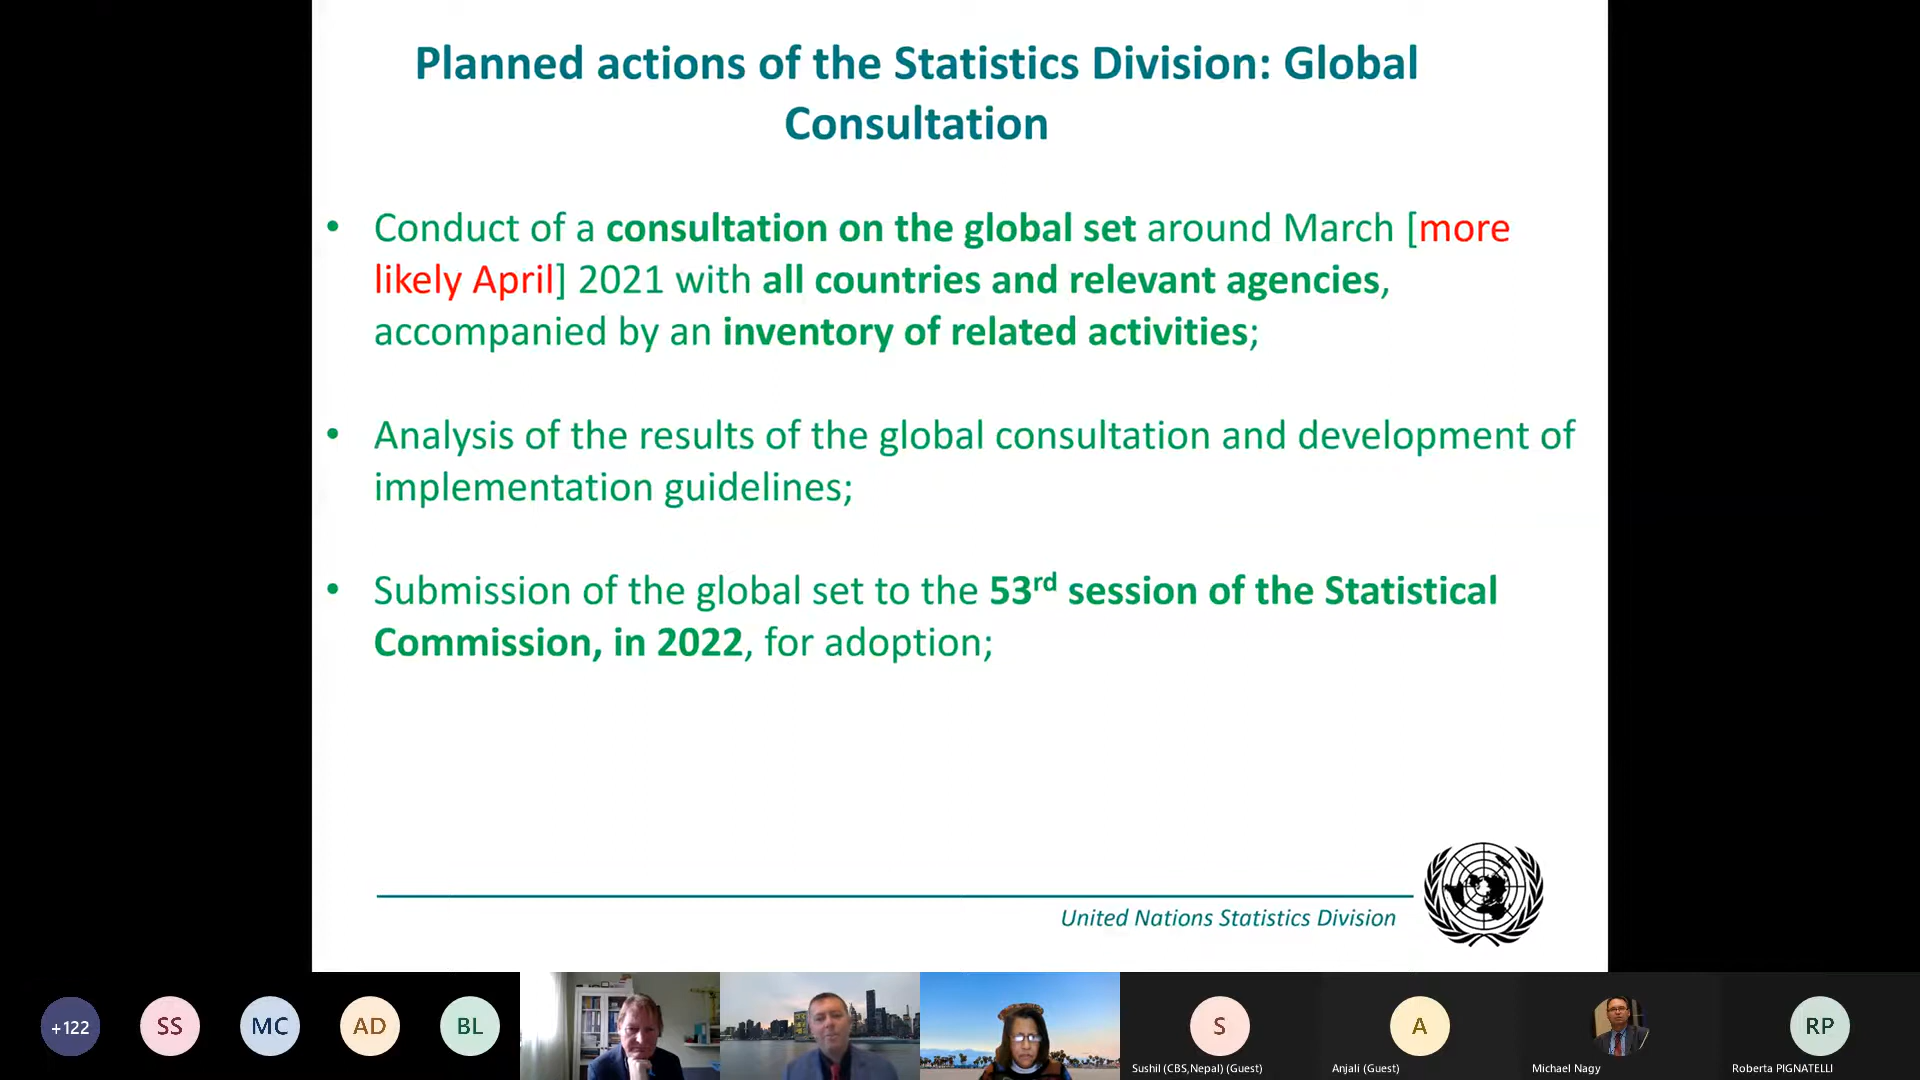 Planned actions of the Statistics Division: Global
Consultation
• Conduct of a consultation on the global set around March [more
likely April] 2021 with all countries and relevant agencies,
accompanied by an inventory of related activities;
• Analysis of the results of the global consultation and development of
implementation guidelines;
• Submission of the global set to the 53rd session of the Statistical
Commission, in 2022, for adoption;
United Nations Statistics Division
+122
SS
MC
AD
BL
S
Sushil (CBS,Nepal) (Guest)
A
Anjali (Guest)
Michael Nagy
RP
Roberta PIGNATELLI